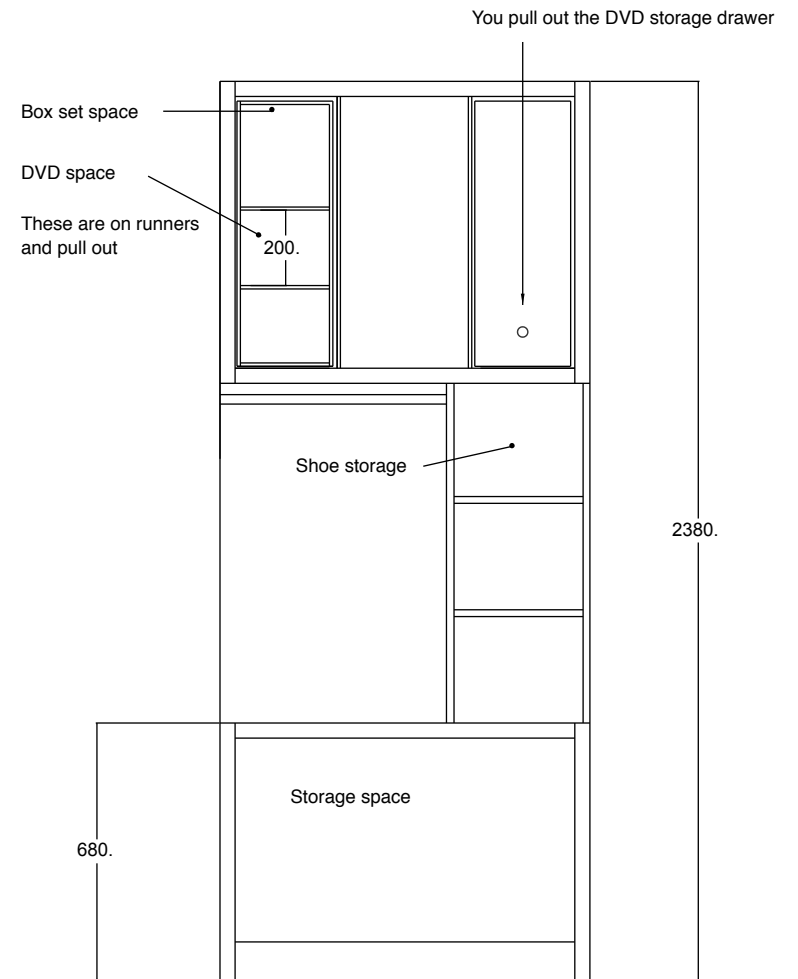 You pull out the DVD storage drawer
Box set space
DVD space
These are on runners
and pull out
200.
Shoe storage
2380.
Storage space
680.